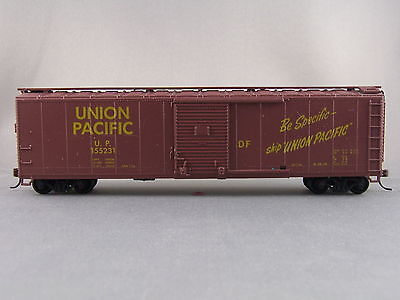 UNION
PACIFIC
U. P.
155231
DF
Be Specific -
ship "UNION PACIFIC"